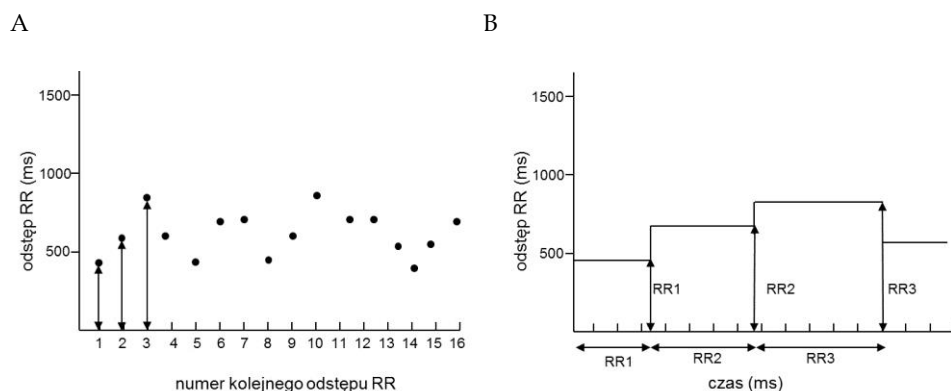 A
B
1500
1000
500
odstęp RR (ms)
1 2 3 4 5 6 7 8 9 10 11 12 13 14 15 16
numer kolejnego odstępu RR
1500
1000
500
odstęp RR (ms)
RR1
RR2
RR3
RR1
RR2
RR3
czas (ms)